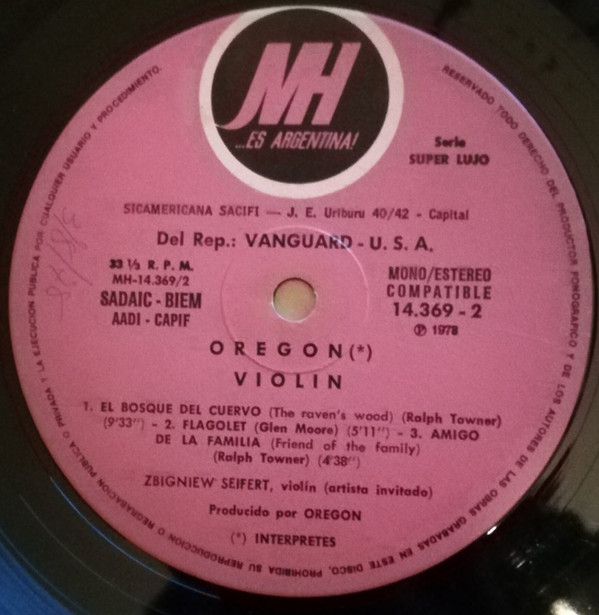 MH
...ES ARGENTINA!
Serie
SUPER LUJO
SICAMERICANA SACIFI — J. E. Uriburu 40/42 - Capital
Del Rep.: VANGUARD - U. S. A.
33 ⅓ R. P. M.
MH-14.369/2
SADAIC - BIEM
AADI - CAPIF
MONO/ESTEREO
COMPATIBLE
14.369 - 2
℗ 1978
OREGON(*)
VIOLIN
1. EL BOSQUE DEL CUERVO (The raven's wood) (Ralph Towner)
(9'33") - 2. FLAGOLET (Glen Moore) (5'11") - 3. AMIGO
DE LA FAMILIA (Friend of the family)
(Ralph Towner) (4'38")
ZBIGNIEW SEIFERT, violín (artista invitado)
Producido por OREGON
(*) INTERPRETES
RESERVADO TODO DERECHO DEL PRODUCTOR FONOGRAFICO Y DE LOS AUTORES DE LAS OBRAS GRABADAS EN ESTE DISCO, PROHIBIDA SU REPRODUCCION O REGRABACION PUBLICA O PRIVADA Y LA EJECUCION PUBLICA POR CUALQUIER USUARIO Y PROCEDIMIENTO.